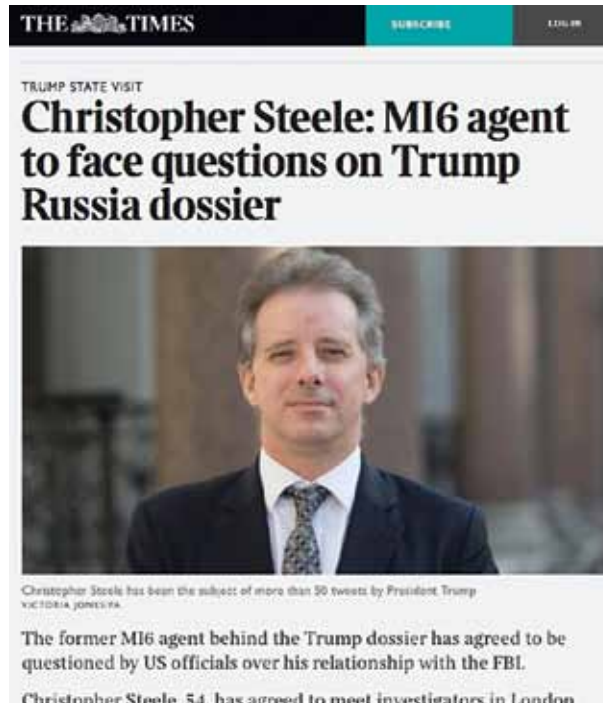 THE TIMES
SUBSCRIBE
LOG IN
TRUMP STATE VISIT
Christopher Steele: MI6 agent
to face questions on Trump
Russia dossier
Christopher Steele has been the subject of more than 50 tweets by President Trump
VICTORIA JONES/PA
The former MI6 agent behind the Trump dossier has agreed to be
questioned by US officials over his relationship with the FBI.
Christopher Steele, 54, has agreed to meet investigators in London